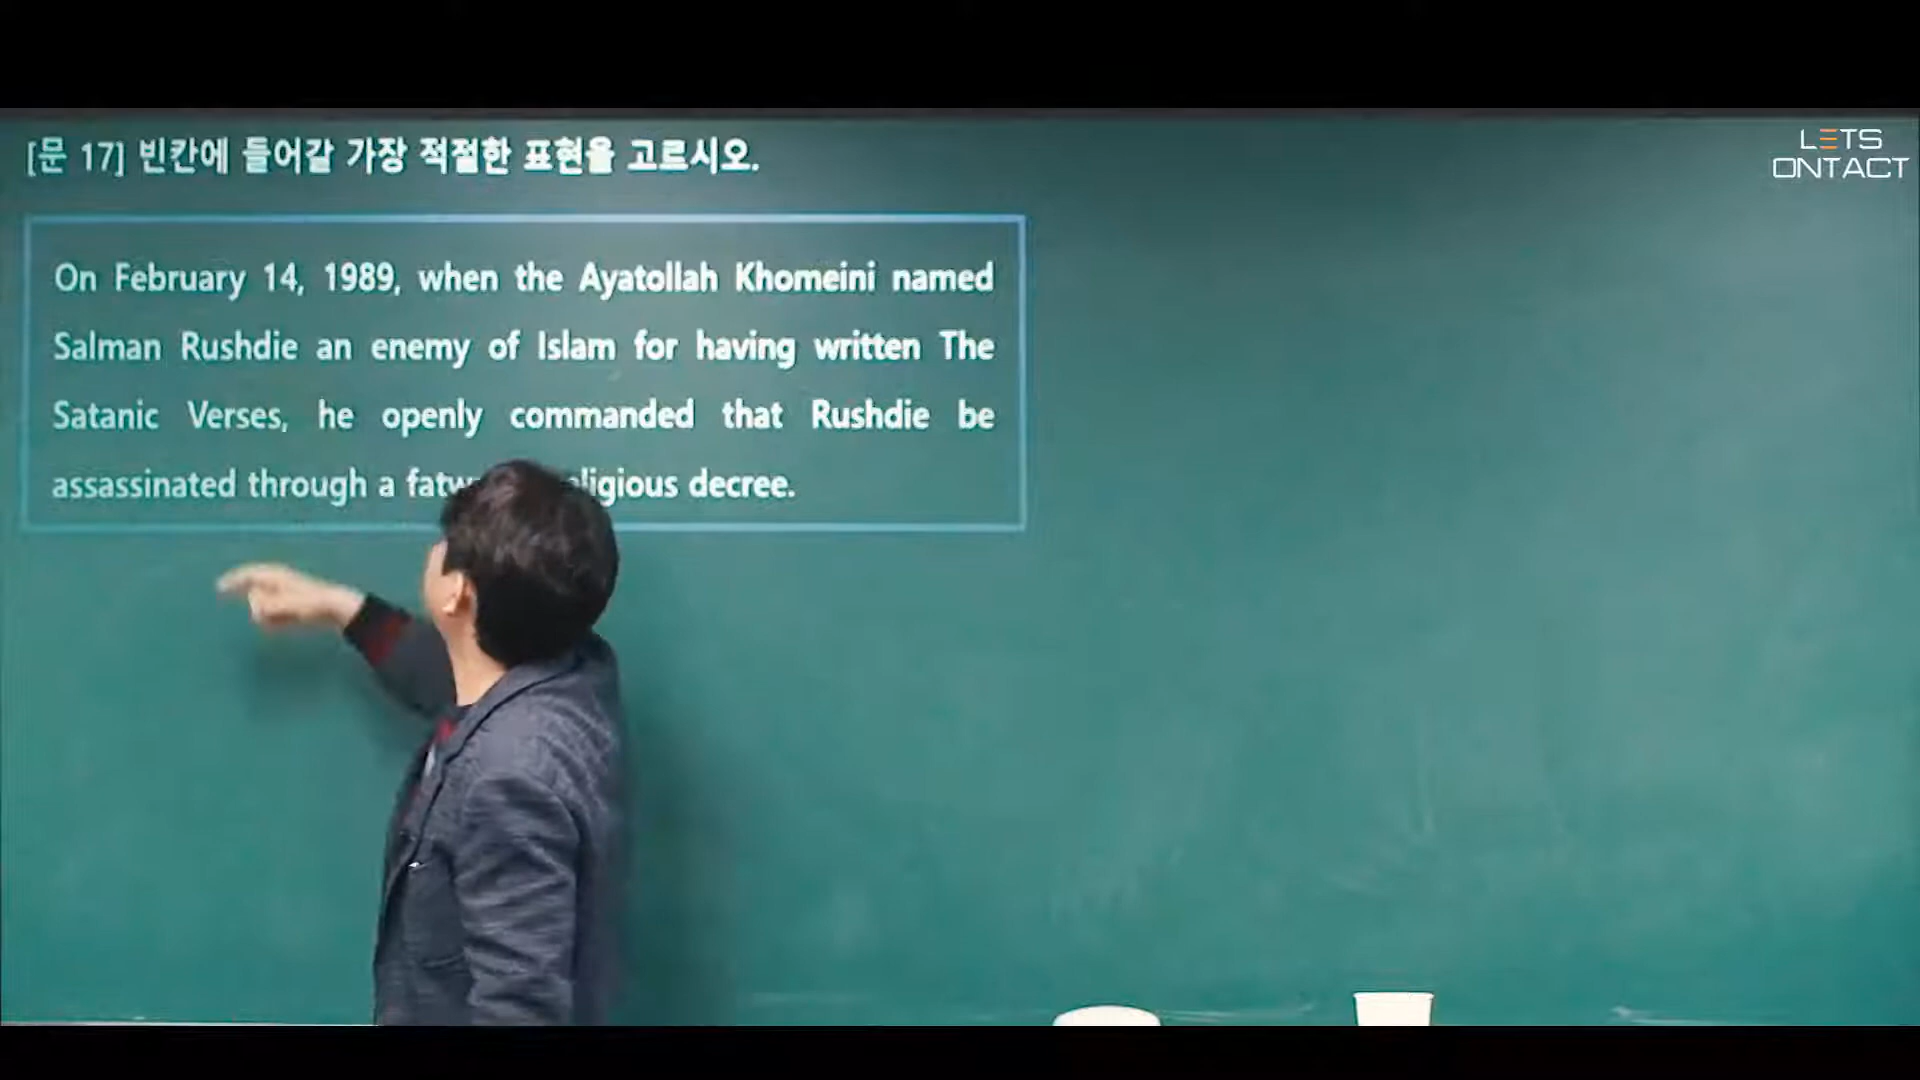 [문 17] 빈칸에 들어갈 가장 적절한 표현을 고르시오.
LETS
ONTACT
On February 14, 1989, when the Ayatollah Khomeini named
Salman Rushdie an enemy of Islam for having written The
Satanic Verses, he openly commanded that Rushdie be
assassinated through a decree.